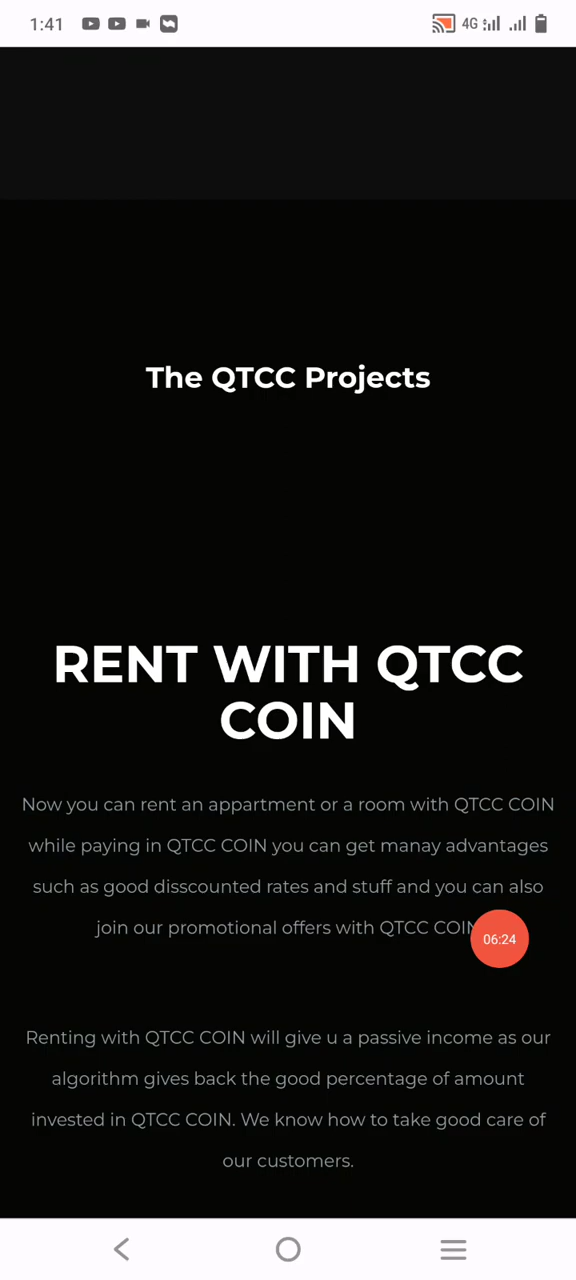 1:41
4G
The QTCC Projects
RENT WITH QTCC
COIN
Now you can rent an appartment or a room with QTCC COIN
while paying in QTCC COIN you can get manay advantages
such as good disscounted rates and stuff and you can also
join our promotional offers with QTCC COIN
06:24
Renting with QTCC COIN will give u a passive income as our
algorithm gives back the good percentage of amount
invested in QTCC COIN. We know how to take good care of
our customers.